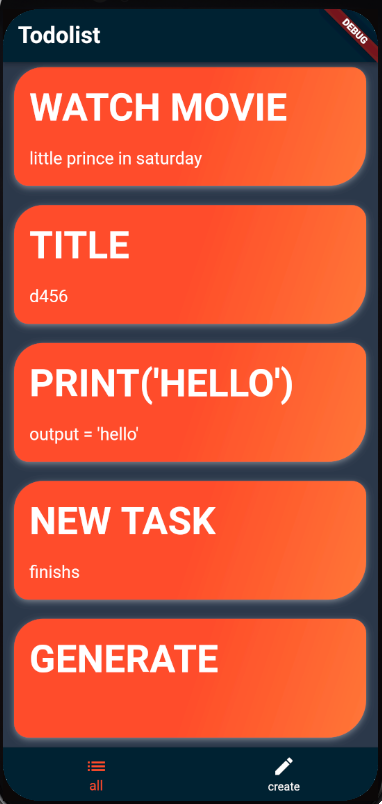 Todolist
DEBUG
WATCH MOVIE
little prince in saturday
TITLE
d456
PRINT('HELLO')
output = 'hello'
NEW TASK
finishs
GENERATE
all
create